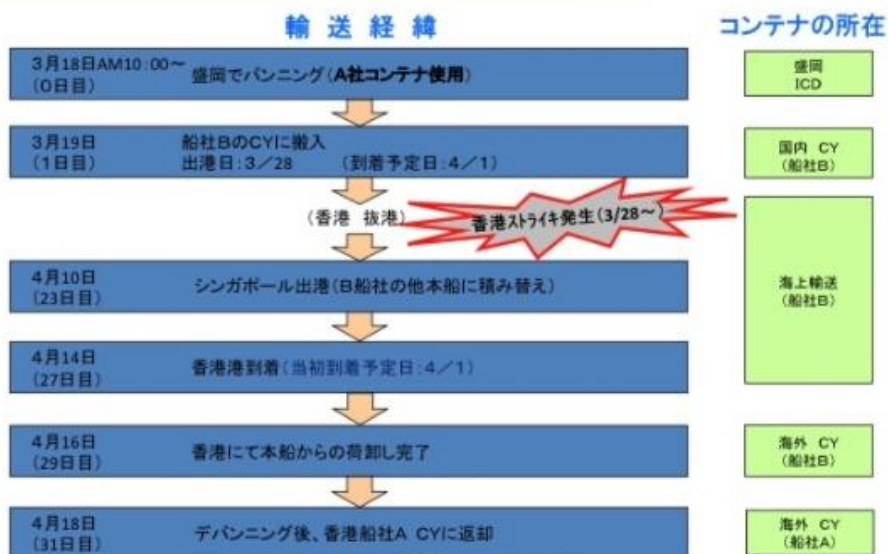 輸 送 経 緯
コンテナの所在
3月18日AM10:00～
(0日目)
盛岡でバンニング(A社コンテナ使用)
盛岡
ICD
3月19日
(1日目)
船社BのCYに搬入
出港日:3／28 (到着予定日:4／1)
国内 CY
(船社B)
(香港 抜港)
香港ストライキ発生(3/28～)
4月10日
(23日目)
シンガポール出港(B船社の他本船に積み替え)
海上輸送
(船社B)
4月14日
(27日目)
香港港到着(当初到着予定日:4／1)
4月16日
(29日目)
香港にて本船からの荷卸し完了
海外 CY
(船社B)
4月18日
(31日目)
デバンニング後、香港船社A CYに返却
海外 CY
(船社A)